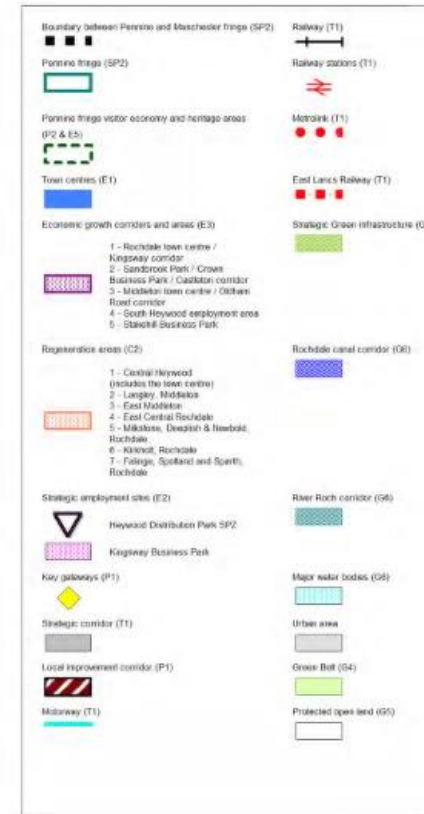 Boundary between Pennine and Manchester fringe (SP2)
Pennine fringe (SP2)
Pennine fringe visitor economy and heritage areas
(P2 & E5)
Town centres (E1)
Economic growth corridors and areas (E3)
1 - Rochdale town centre /
Kingsway corridor
2 - Sandbrook Park / Crown
Business Park / Castleton corridor
3 - Middleton town centre / Oldham
Road corridor
4 - South Heywood employment area
5 - Stakehill Business Park
Regeneration areas (C2)
1 - Central Heywood
(includes the town centre)
2 - Langley, Middleton
3 - East Middleton
4 - East Central Rochdale
5 - Milkstone, Deeplish & Newbold,
Rochdale
6 - Kirkholt, Rochdale
7 - Falinge, Spotland and Sparth,
Rochdale
Strategic employment sites (E2)
Heywood Distribution Park SPZ
Kingsway Business Park
Key gateways (P1)
Strategic corridor (T1)
Local improvement corridor (P1)
Motorway (T1)
Railway (T1)
Railway stations (T1)
Metrolink (T1)
East Lancs Railway (T1)
Strategic Green infrastructure (G
Rochdale canal corridor (G6)
River Roch corridor (G6)
Major water bodies (G6)
Urban area
Green Belt (G4)
Protected open land (G5)